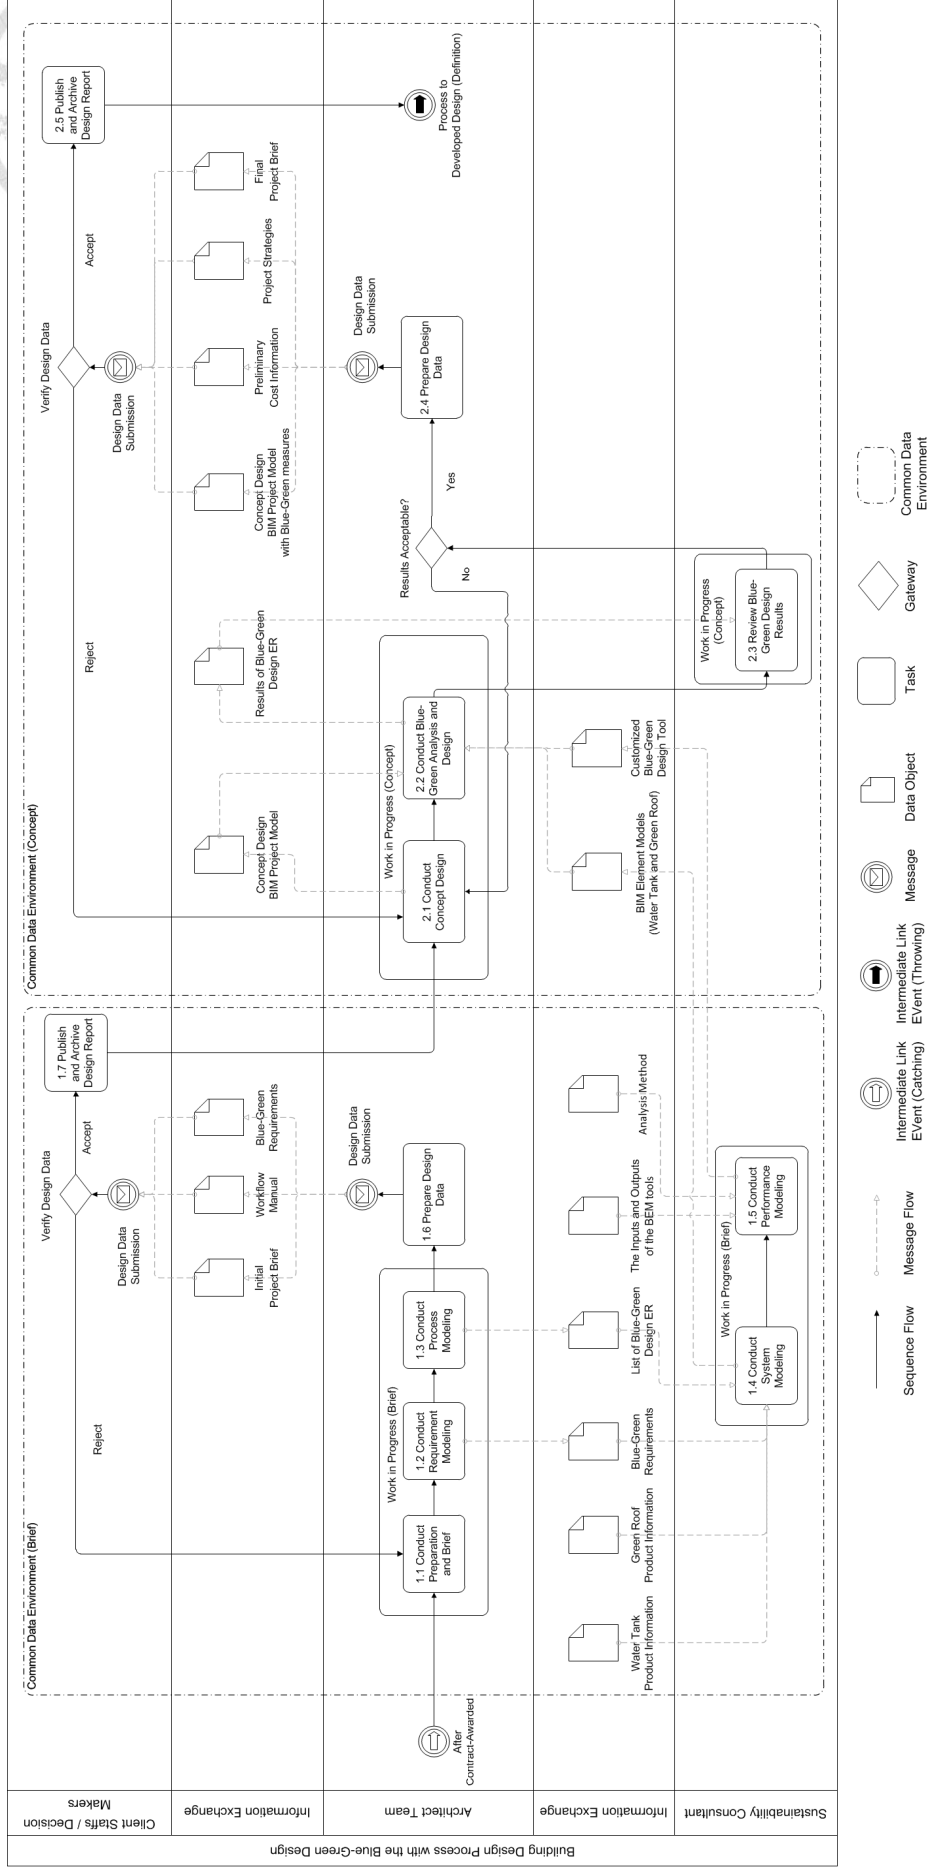 Building Design Process with the Blue-Green Design
Client Staffs / Decision
Makers
Information Exchange
Architect Team
Information Exchange
Sustainability Consultant
Common Data Environment (Brief)
Reject
Verify Design Data
Accept
1.7 Publish
and Archive
Design Report
Design Data
Submission
Initial
Project Brief
Workflow
Manual
Blue-Green
Requirements
After
Contract-Awarded
Work in Progress (Brief)
1.1 Conduct
Preparation
and Brief
1.2 Conduct
Requirement
Modeling
1.3 Conduct
Process
Modeling
1.6 Prepare Design
Data
Design Data
Submission
Water Tank
Product Information
Green Roof
Product Information
Blue-Green
Requirements
List of Blue-Green
Design ER
The Inputs and Outputs
of the BEM tools
Analysis Method
Work in Progress (Brief)
1.4 Conduct
System
Modeling
1.5 Conduct
Performance
Modeling
Common Data Environment (Concept)
Reject
Verify Design Data
Accept
2.5 Publish
and Archive
Design Report
Design Data
Submission
Concept Design
BIM Project Model
Results of Blue-Green
Design ER
Concept Design
BIM Project Model
with Blue-Green measures
Preliminary
Cost Information
Project Strategies
Final
Project Brief
Work in Progress (Concept)
2.1 Conduct
Concept Design
2.2 Conduct Blue-
Green Analysis and
Design
Results Acceptable?
No
Yes
2.4 Prepare Design
Data
Design Data
Submission
Process to
Developed Design (Definition)
BIM Element Models
(Water Tank and Green Roof)
Customized
Blue-Green
Design Tool
Work in Progress
(Concept)
2.3 Review Blue-
Green Design
Results
Sequence Flow
Message Flow
Intermediate Link
EVent (Catching)
Intermediate Link
EVent (Throwing)
Message
Data Object
Task
Gateway
Common Data
Environment